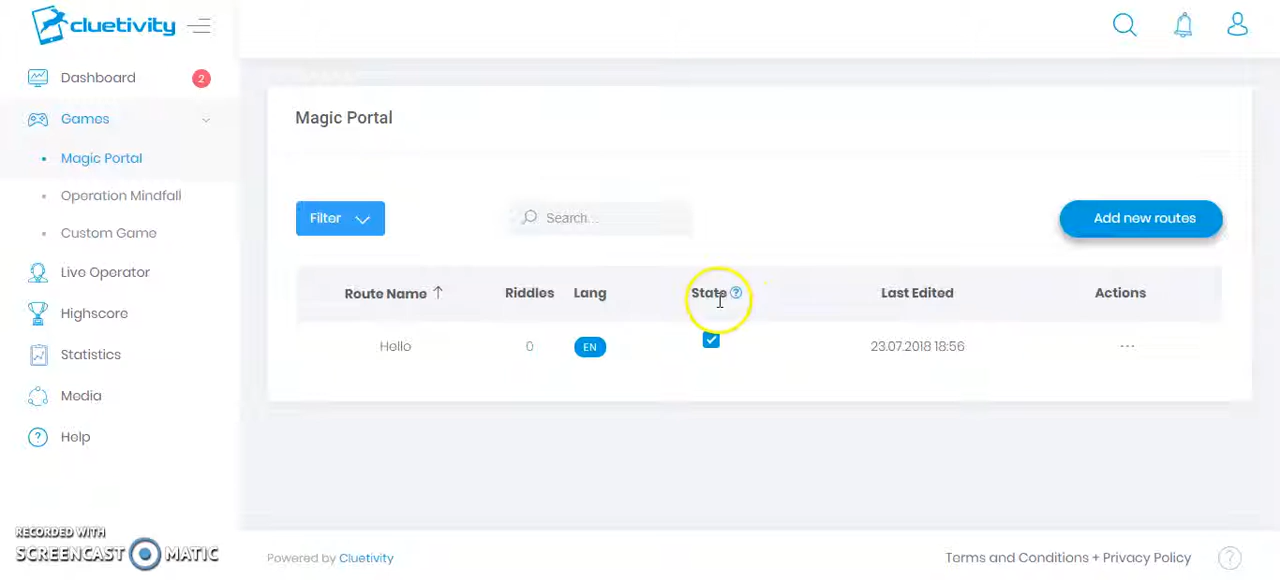 cluetivity
Dashboard 2
Games
Magic Portal
Operation Mindfall
Custom Game
Live Operator
Highscore
Statistics
Media
Help
Magic Portal
Filter Search... Add new routes
Route Name ↑ Riddles Lang State ? Last Edited Actions
Hello 0 EN 23.07.2018 18:56 ...
RECORDED WITH
SCREENCAST MATIC
Powered by Cluetivity
Terms and Conditions + Privacy Policy ?